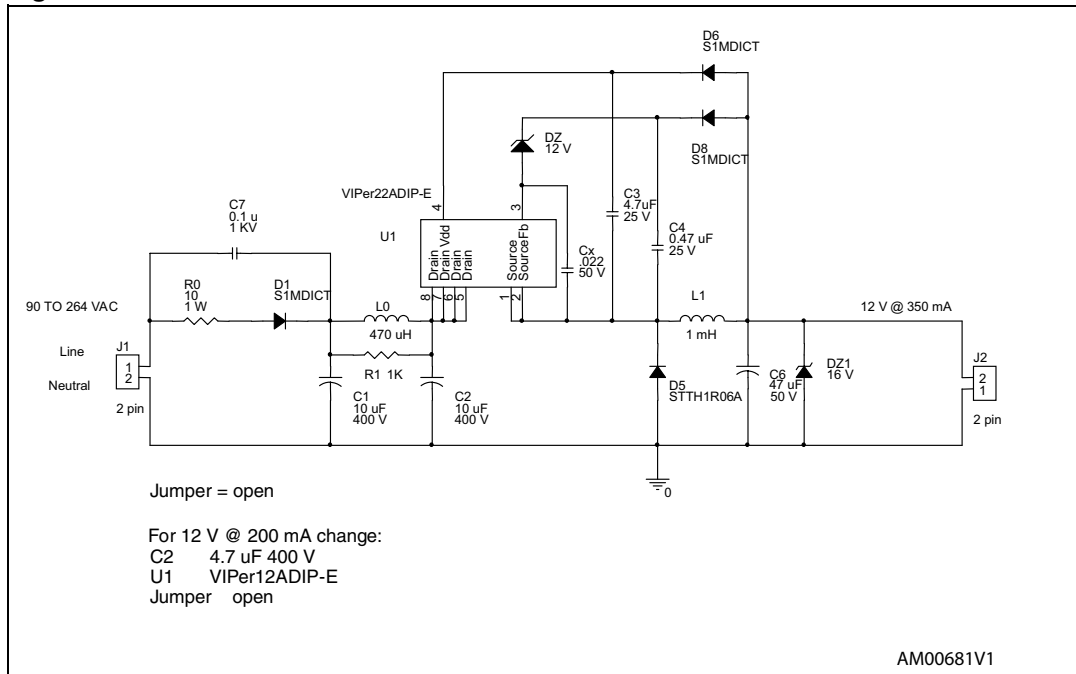 D6
S1MDICT
DZ
12 V
D8
S1MDICT
VIPer22ADIP-E
C3
4.7uF
25 V
C7
0.1 u
1 KV
4
3
U1
Vdd
Fb
Drain
Drain
Drain
Drain
Source
Source
C4
0.47 uF
25 V
Cx
.022
50 V
8
7
6
5
1
2
90 TO 264 VAC
R0
10
1 W
D1
S1MDICT
L0
470 uH
L1
1 mH
12 V @ 350 mA
Line
J1
1
2
Neutral
2 pin
R1 1K
C1
10 uF
400 V
C2
10 uF
400 V
D5
STTH1R06A
C6
47 uF
50 V
DZ1
16 V
J2
2
1
2 pin
0
Jumper = open
For 12 V @ 200 mA change:
C2 4.7 uF 400 V
U1 VIPer12ADIP-E
Jumper open
AM00681V1